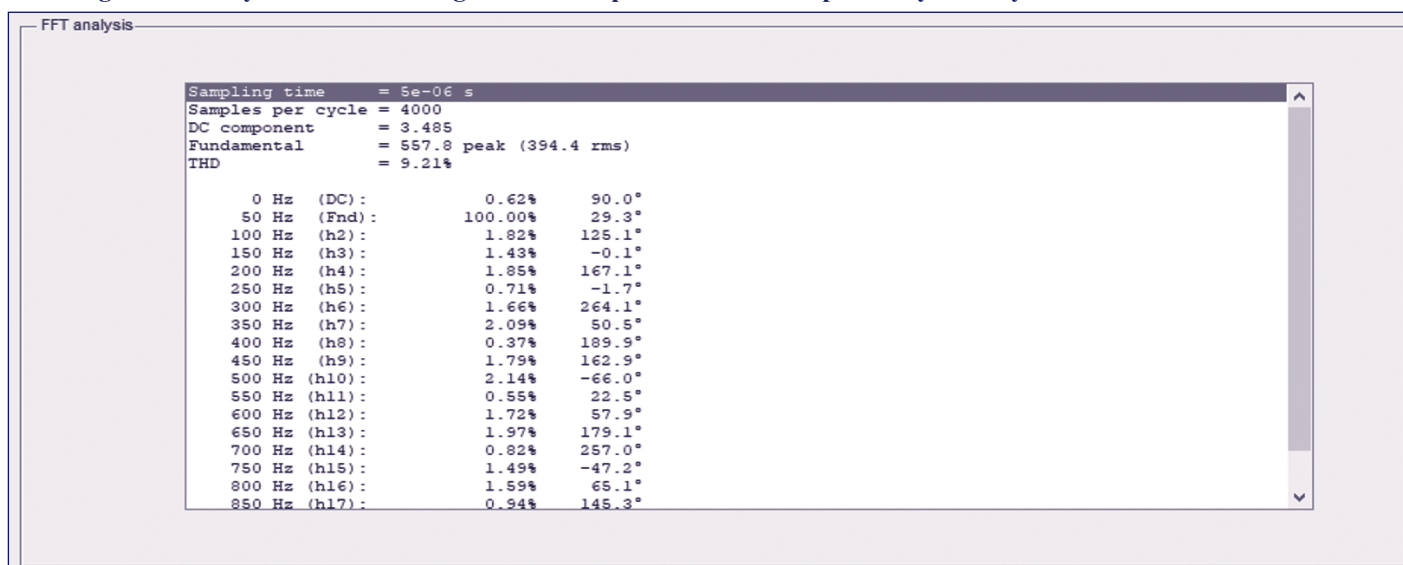 FFT analysis
Sampling time = 5e-06 s
Samples per cycle = 4000
DC component = 3.485
Fundamental = 557.8 peak (394.4 rms)
THD = 9.21%
0 Hz (DC): 0.62% 90.0°
50 Hz (Fnd): 100.00% 29.3°
100 Hz (h2): 1.82% 125.1°
150 Hz (h3): 1.43% -0.1°
200 Hz (h4): 1.85% 167.1°
250 Hz (h5): 0.71% -1.7°
300 Hz (h6): 1.66% 264.1°
350 Hz (h7): 2.09% 50.5°
400 Hz (h8): 0.37% 189.9°
450 Hz (h9): 1.79% 162.9°
500 Hz (h10): 2.14% -66.0°
550 Hz (h11): 0.55% 22.5°
600 Hz (h12): 1.72% 57.9°
650 Hz (h13): 1.97% 179.1°
700 Hz (h14): 0.82% 257.0°
750 Hz (h15): 1.49% -47.2°
800 Hz (h16): 1.59% 65.1°
850 Hz (h17): 0.94% 145.3°